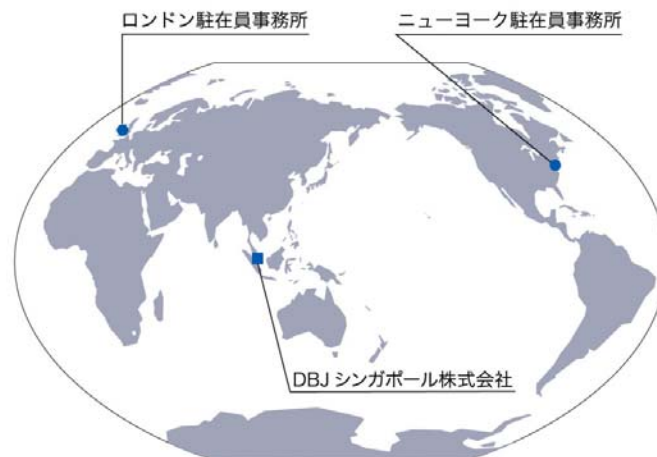 ロンドン駐在員事務所
ニューヨーク駐在員事務所
DBJ シンガポール株式会社